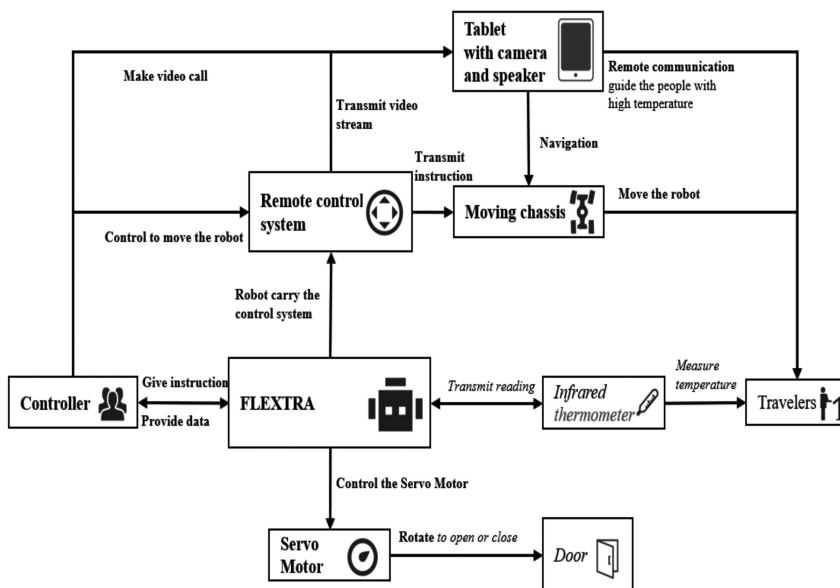 Tablet
with camera
and speaker
Make video call
Remote communication
guide the people with
high temperature
Transmit video
stream
Navigation
Transmit
instruction
Remote control
system
Moving chassis
Move the robot
Control to move the robot
Robot carry the
control system
Controller
Give instruction
Provide data
FLEXTRA
Transmit reading
Infrared
thermometer
Measure
temperature
Travelers
Control the Servo Motor
Servo
Motor
Rotate to open or close
Door